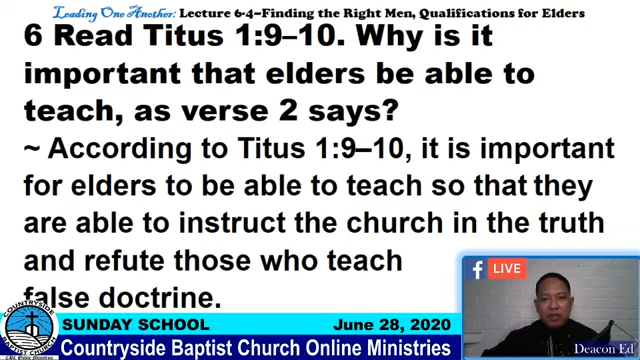 Leading One Another: Lecture 6-4–Finding the Right Men, Qualifications for Elders
6 Read Titus 1:9–10. Why is it
important that elders be able to
teach, as verse 2 says?
~ According to Titus 1:9–10, it is important
for elders to be able to teach so that they
are able to instruct the church in the truth
and refute those who teach
false doctrine.
f LIVE
Deacon Ed
COUNTRYSIDE
BAPTIST CHURCH
SUNDAY SCHOOL June 28, 2020
Countryside Baptist Church Online Ministries